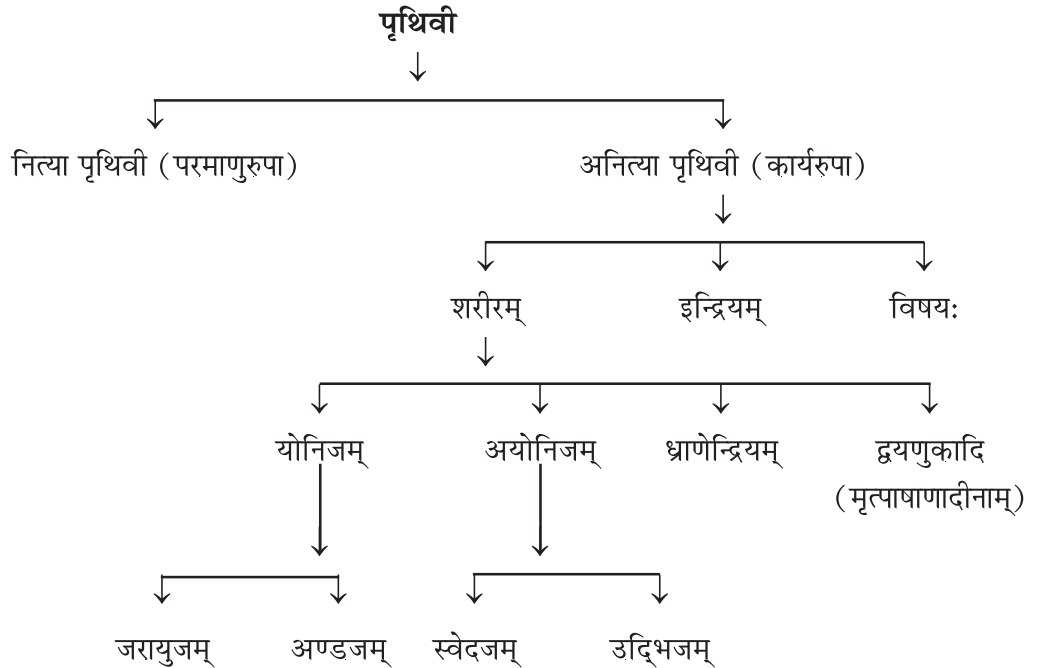 पृथिवी
नित्या पृथिवी (परमाणुरुपा) अनित्या पृथिवी (कार्यरुपा)
शरीरम् इन्द्रियम् विषय:
योनिजम् अयोनिजम् ध्राणेन्द्रियम् द्वयणुकादि
(मृत्पाषाणादीनाम्)
जरायुजम् अण्डजम् स्वेदजम् उद्भिजम्